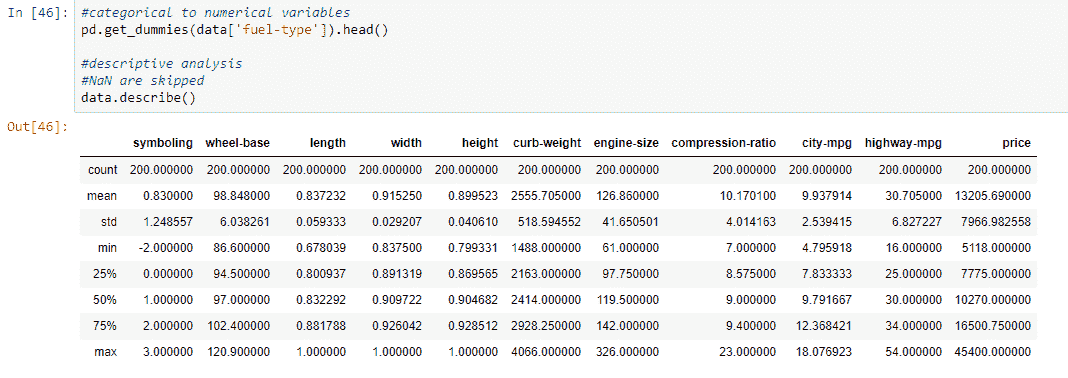 In [46]: #categorical to numerical variables
pd.get_dummies(data['fuel-type']).head()
#descriptive analysis
#NaN are skipped
data.describe()
Out[46]:
symboling wheel-base length width height curb-weight engine-size compression-ratio city-mpg highway-mpg price
count 200.000000 200.000000 200.000000 200.000000 200.000000 200.000000 200.000000 200.000000 200.000000 200.000000 200.000000
mean 0.830000 98.848000 0.837232 0.915250 0.899523 2555.705000 126.860000 10.170100 9.937914 30.705000 13205.690000
std 1.248557 6.038261 0.059333 0.029207 0.040610 518.594552 41.650501 4.014163 2.539415 6.827227 7966.982558
min -2.000000 86.600000 0.678039 0.837500 0.799331 1488.000000 61.000000 7.000000 4.795918 16.000000 5118.000000
25% 0.000000 94.500000 0.800937 0.891319 0.869565 2163.000000 97.750000 8.575000 7.833333 25.000000 7775.000000
50% 1.000000 97.000000 0.832292 0.909722 0.904682 2414.000000 119.500000 9.000000 9.791667 30.000000 10270.000000
75% 2.000000 102.400000 0.881788 0.926042 0.928512 2928.250000 142.000000 9.400000 12.368421 34.000000 16500.750000
max 3.000000 120.900000 1.000000 1.000000 1.000000 4066.000000 326.000000 23.000000 18.076923 54.000000 45400.000000